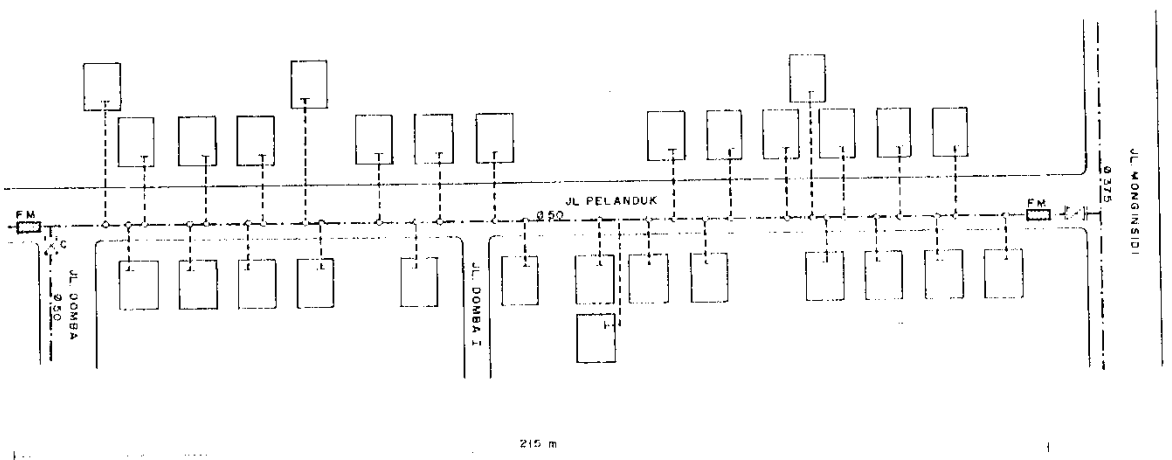 JL PELANDUK
Ø50
FM
FM
C
JL. DOMBA
Ø50
JL. DOMBA I
Ø375
JL MONGINSIDI
215 m